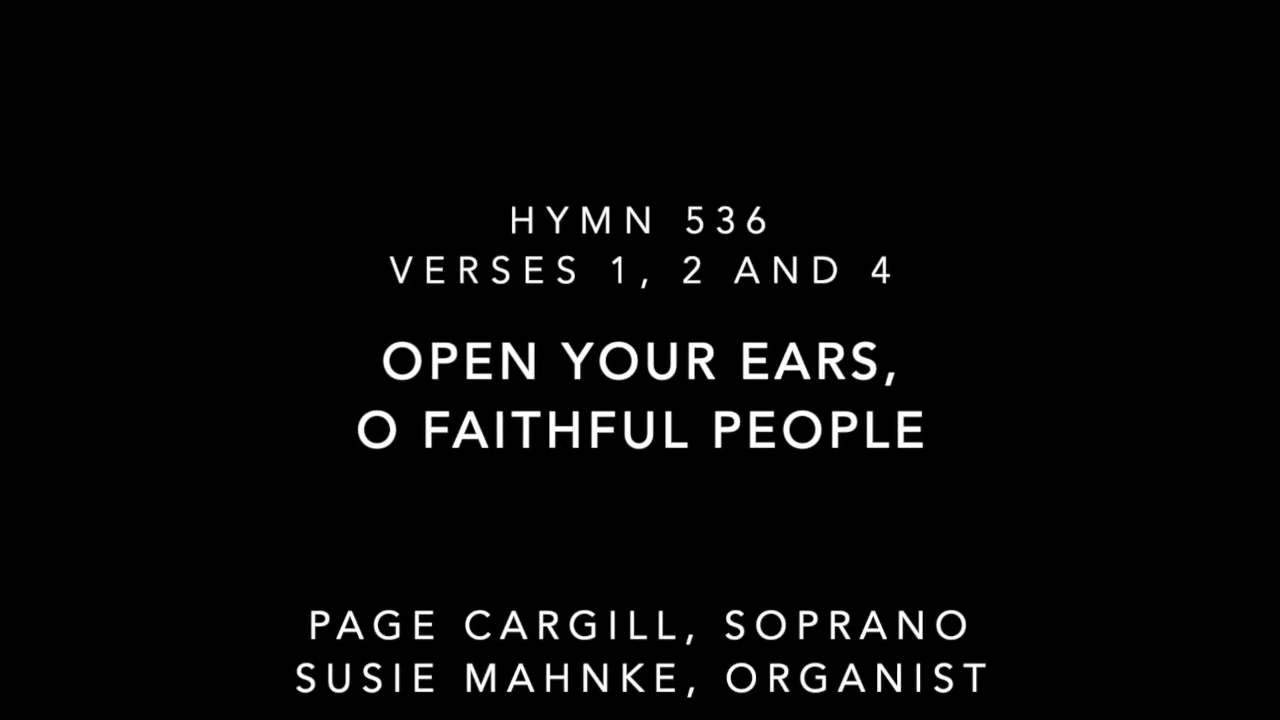 HYMN 536
VERSES 1, 2 AND 4
OPEN YOUR EARS,
O FAITHFUL PEOPLE
PAGE CARGILL, SOPRANO
SUSIE MAHNKE, ORGANIST